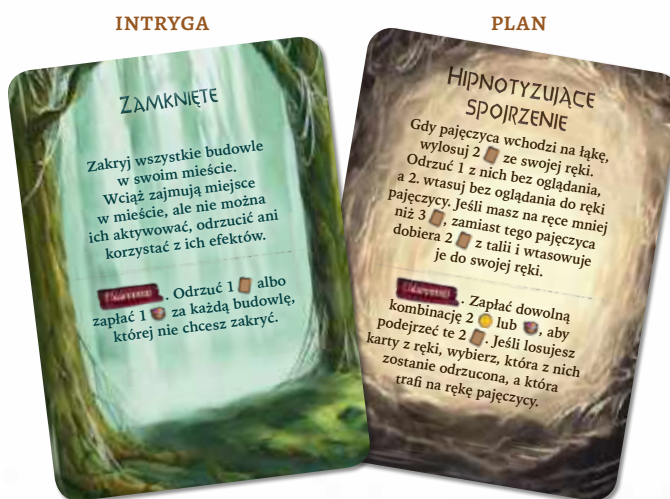 INTRYGA
ZAMKNIĘTE
Zakryj wszystkie budowle
w swoim mieście.
Wciąż zajmują miejsce
w mieście, ale nie można
ich aktywować, odrzucić ani
korzystać z ich efektów.
. Odrzuć 1 albo
zapłać 1 za każdą budowlę,
której nie chcesz zakryć.
PLAN
HIPNOTYZUJĄCE
SPOJRZENIE
Gdy pajęczyca wchodzi na łąkę,
wylosuj 2 ze swojej ręki.
Odrzuć 1 z nich bez oglądania,
a 2. wtasuj bez oglądania do ręki
pajęczycy. Jeśli masz na ręce mniej
niż 3 , zamiast tego pajęczyca
dobiera 2 z talii i wtasowuje
je do swojej ręki.
. Zapłać dowolną
kombinację 2 lub , aby
podejrzeć te 2 . Jeśli losujesz
karty z ręki, wybierz, która z nich
zostanie odrzucona, a która
trafi na rękę pajęczycy.